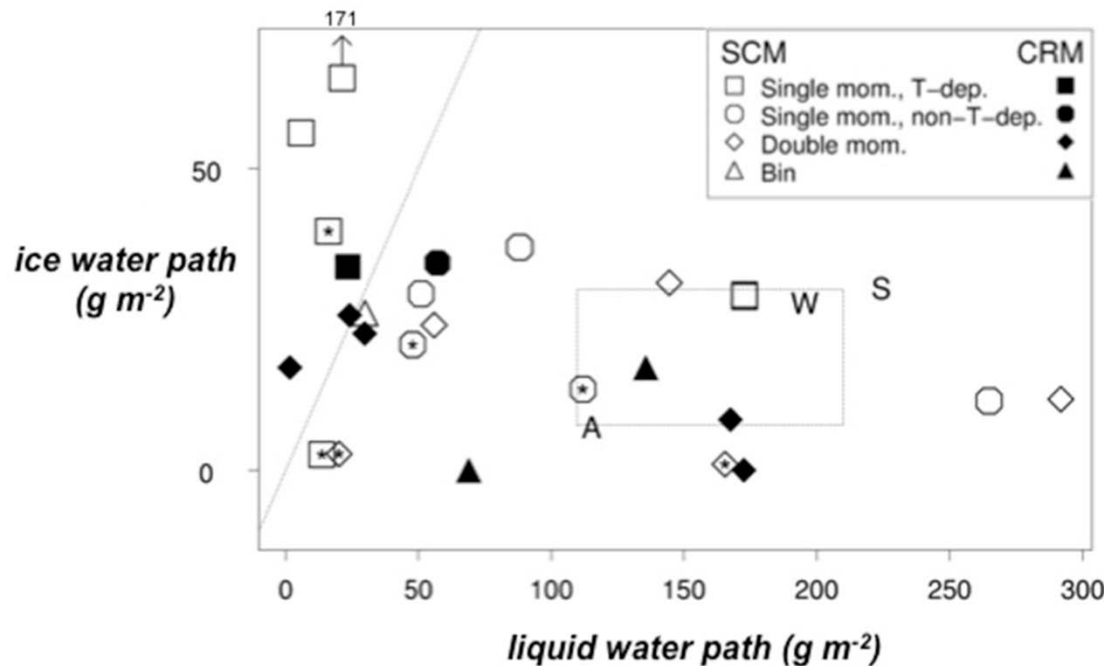 171
SCM CRM
Single mom., T-dep.
Single mom., non-T-dep.
Double mom.
Bin
50
ice water path
(g m-2)
W
S
A
0
0 50 100 150 200 250 300
liquid water path (g m-2)